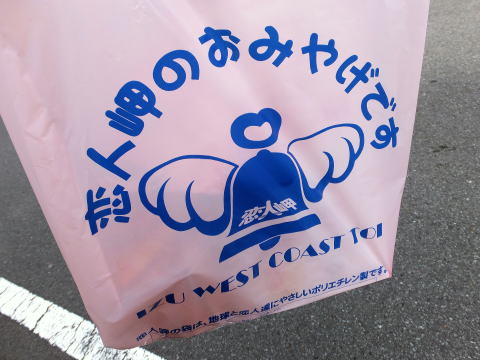 恋人岬のおみやげです
恋人岬
IZU WEST COAST TOI
恋人岬の袋は、地球と恋人達にやさしいポリエチレン製です。